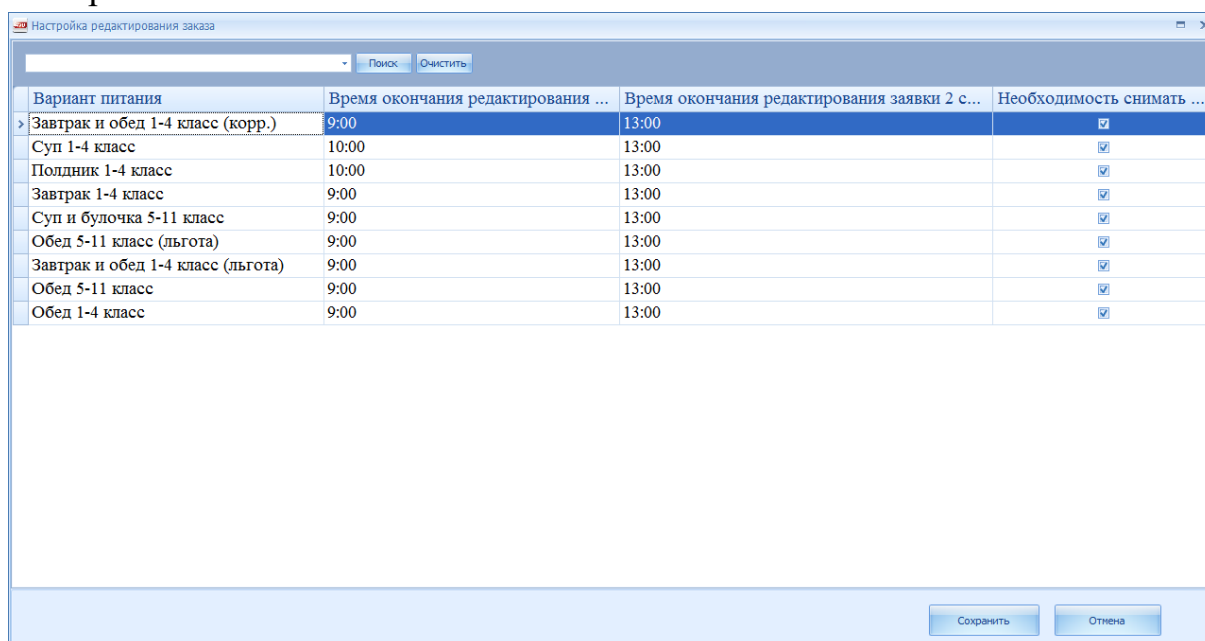 Настройка редактирования заказа
Поиск Очистить
Вариант питания Время окончания редактирования ... Время окончания редактирования заявки 2 с... Необходимость снимать ...
Завтрак и обед 1-4 класс (корр.) 9:00 13:00
Суп 1-4 класс 10:00 13:00
Полдник 1-4 класс 10:00 13:00
Завтрак 1-4 класс 9:00 13:00
Суп и булочка 5-11 класс 9:00 13:00
Обед 5-11 класс (льгота) 9:00 13:00
Завтрак и обед 1-4 класс (льгота) 9:00 13:00
Обед 5-11 класс 9:00 13:00
Обед 1-4 класс 9:00 13:00
Сохранить Отмена